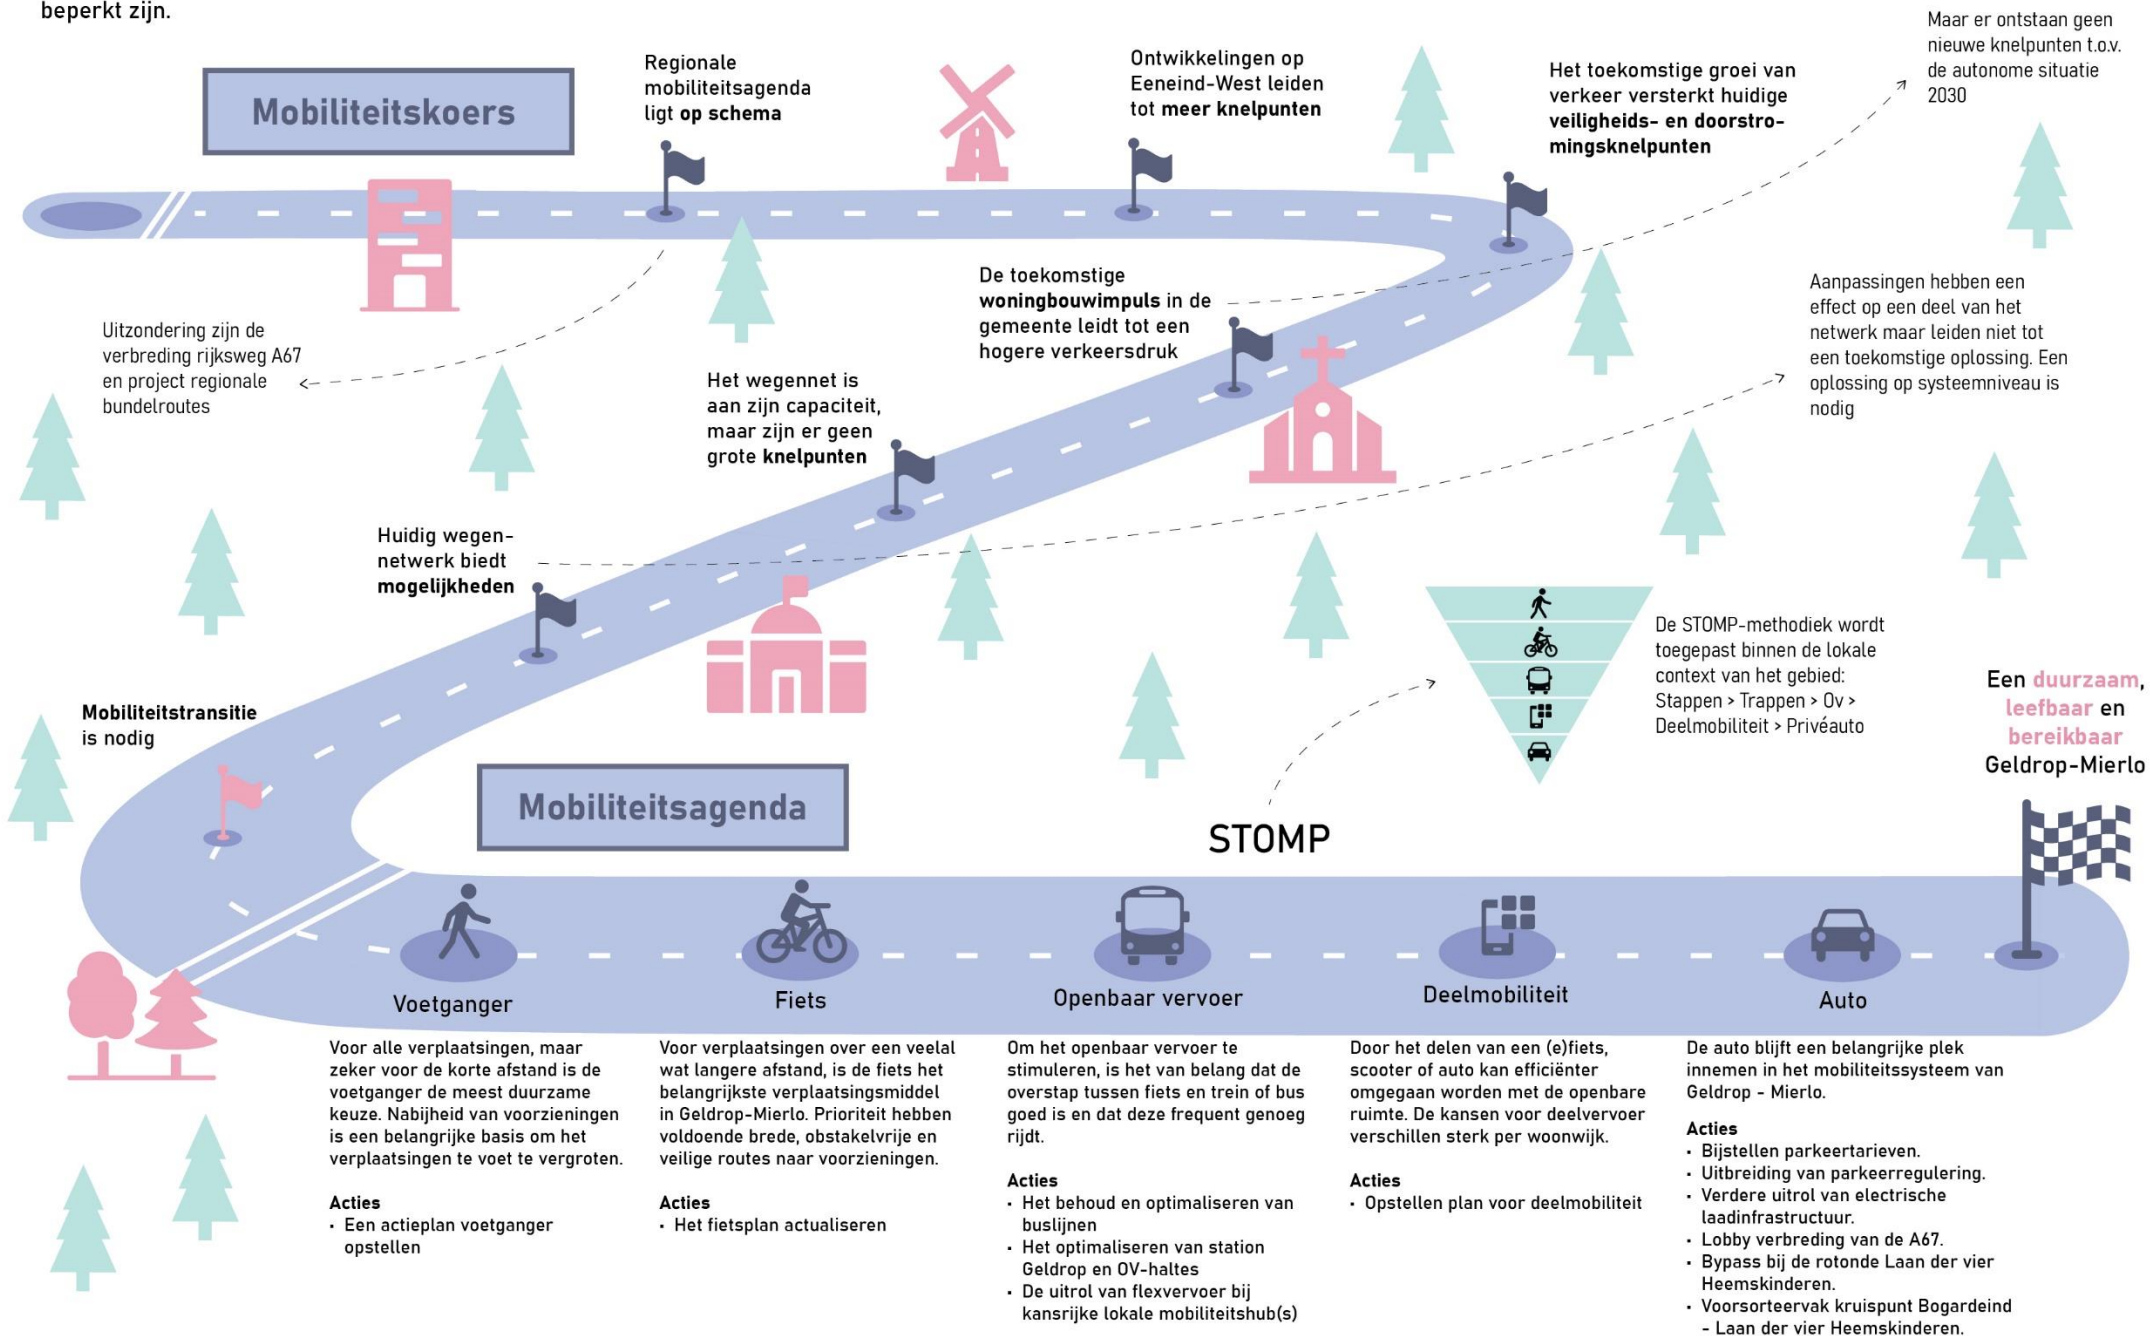 beperkt zijn.
Mobiliteitskoers
Regionale
mobiliteitsagenda
ligt op schema
Ontwikkelingen op
Eeneind-West leiden
tot meer knelpunten
Het toekomstige groei van
verkeer versterkt huidige
veiligheids- en doorstro-
mingsknelpunten
Maar er ontstaan geen
nieuwe knelpunten t.o.v.
de autonome situatie
2030
Uitzondering zijn de
verbreding rijksweg A67
en project regionale
bundelroutes
De toekomstige
woningbouwimpuls in de
gemeente leidt tot een
hogere verkeersdruk
Aanpassingen hebben een
effect op een deel van het
netwerk maar leiden niet tot
een toekomstige oplossing. Een
oplossing op systeemniveau is
nodig
Het wegennet is
aan zijn capaciteit,
maar zijn er geen
grote knelpunten
Huidig wegen-
netwerk biedt
mogelijkheden
Mobiliteitstransitie
is nodig
Mobiliteitsagenda
STOMP
De STOMP-methodiek wordt
toegepast binnen de lokale
context van het gebied:
Stappen > Trappen > Ov >
Deelmobiliteit > Privéauto
Een duurzaam,
leefbaar en
bereikbaar
Geldrop-Mierlo
Voetganger
Voor alle verplaatsingen, maar
zeker voor de korte afstand is de
voetganger de meest duurzame
keuze. Nabijheid van voorzieningen
is een belangrijke basis om het
verplaatsingen te voet te vergroten.
Acties
· Een actieplan voetganger
opstellen
Fiets
Voor verplaatsingen over een veelal
wat langere afstand, is de fiets het
belangrijkste verplaatsingsmiddel
in Geldrop-Mierlo. Prioriteit hebben
voldoende brede, obstakelvrije en
veilige routes naar voorzieningen.
Acties
· Het fietsplan actualiseren
Openbaar vervoer
Om het openbaar vervoer te
stimuleren, is het van belang dat de
overstap tussen fiets en trein of bus
goed is en dat deze frequent genoeg
rijdt.
Acties
· Het behoud en optimaliseren van
buslijnen
· Het optimaliseren van station
Geldrop en OV-haltes
· De uitrol van flexvervoer bij
kansrijke lokale mobiliteitshub(s)
Deelmobiliteit
Door het delen van een (e)fiets,
scooter of auto kan efficiënter
omgegaan worden met de openbare
ruimte. De kansen voor deelvervoer
verschillen sterk per woonwijk.
Acties
· Opstellen plan voor deelmobiliteit
Auto
De auto blijft een belangrijke plek
innemen in het mobiliteitssysteem van
Geldrop - Mierlo.
Acties
· Bijstellen parkeertarieven.
· Uitbreiding van parkeerregulering.
· Verdere uitrol van electrische
laadinfrastructuur.
· Lobby verbreding van de A67.
· Bypass bij de rotonde Laan der vier
Heemskinderen.
· Voorsorteervak kruispunt Bogardeind
- Laan der vier Heemskinderen.